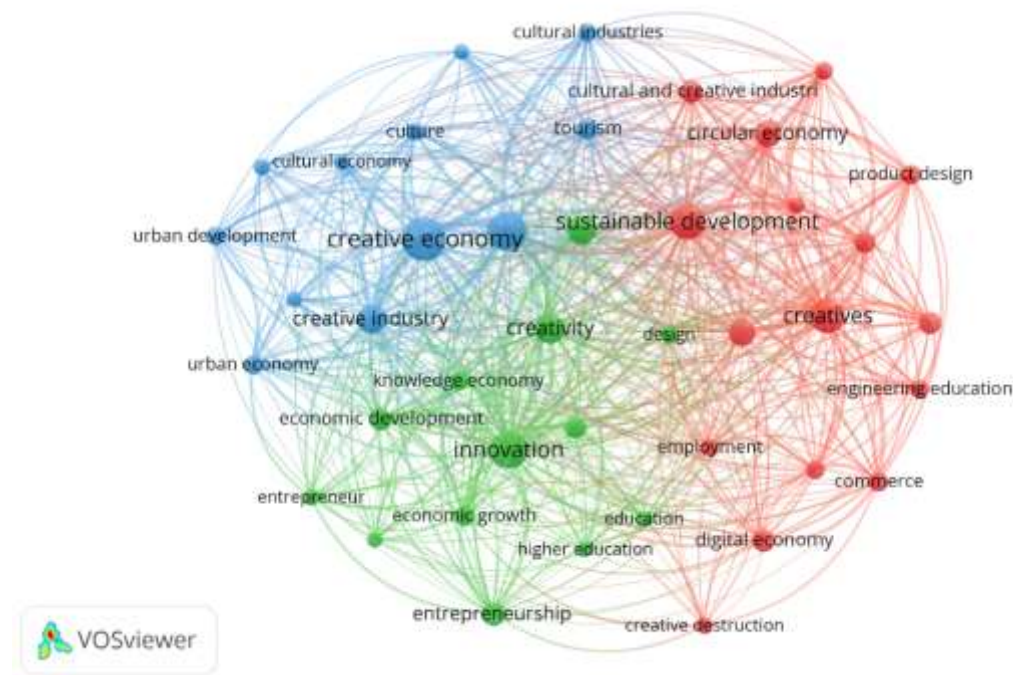 cultural industries
cultural and creative industri
culture
tourism
circular economy
cultural economy
product design
sustainable development
urban development
creative economy
creative industry
creativity
design
creatives
urban economy
knowledge economy
engineering education
economic development
innovation
employment
commerce
entrepreneur
economic growth
education
digital economy
higher education
entrepreneurship
creative destruction
VOSviewer